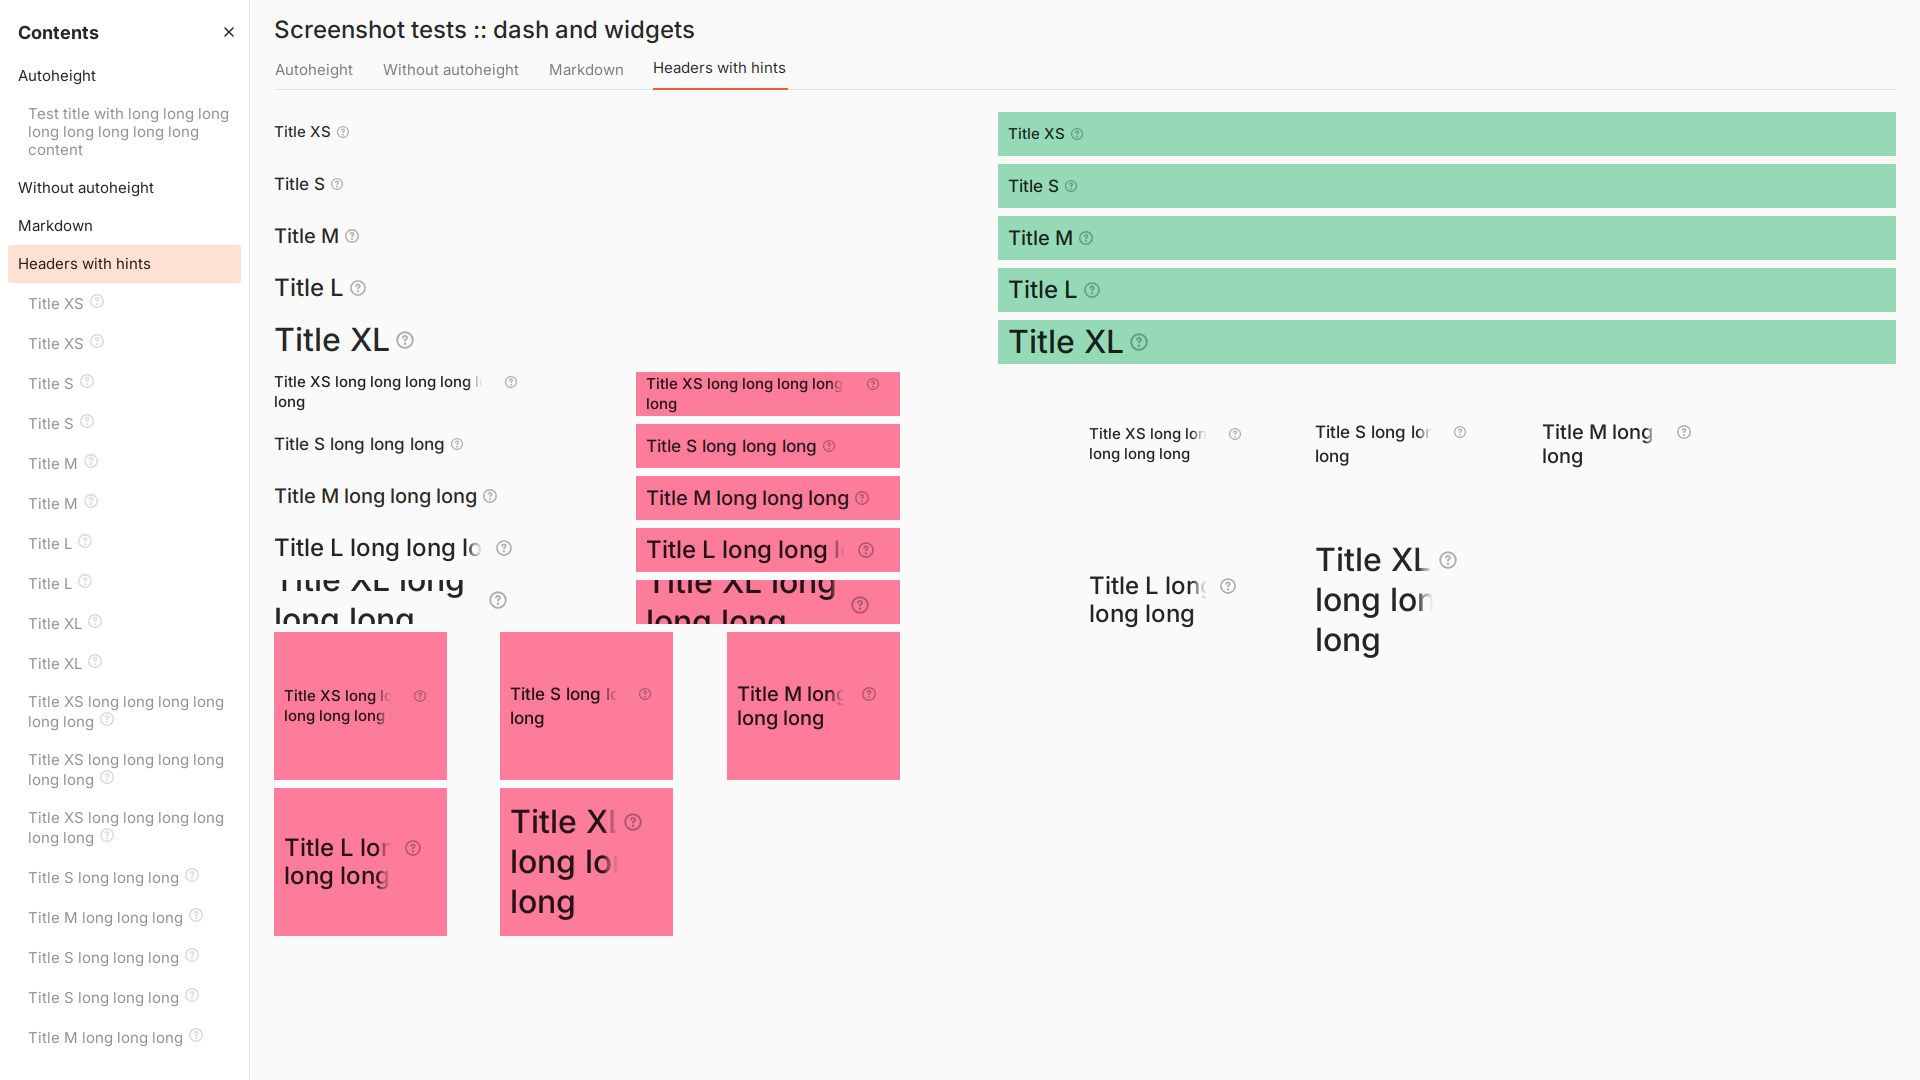 Contents
Autoheight
Test title with long long long
long long long long long
content
Without autoheight
Markdown
Headers with hints
Title XS
Title XS
Title S
Title S
Title M
Title M
Title L
Title L
Title XL
Title XL
Title XS long long long long
long long
Title XS long long long long
long long
Title XS long long long long
long long
Title S long long long
Title M long long long
Title S long long long
Title S long long long
Title M long long long
Screenshot tests :: dash and widgets
Autoheight
Without autoheight
Markdown
Headers with hints
Title XS
Title S
Title M
Title L
Title XL
Title XS long long long long l
long
Title S long long long
Title M long long long
Title L long long lo
Title XL long
long long
Title XS long long long long
long
Title S long long long
Title M long long long
Title L long long l
Title XL long
long long
Title XS long lo
long long long
Title S long lo
long
Title M long
long long
Title L lon
long long
Title XL
long lo
long
Title XS
Title S
Title M
Title L
Title XL
Title XS long lon
long long long
Title S long lon
long
Title M long
long
Title L long
long long
Title XL
long lon
long